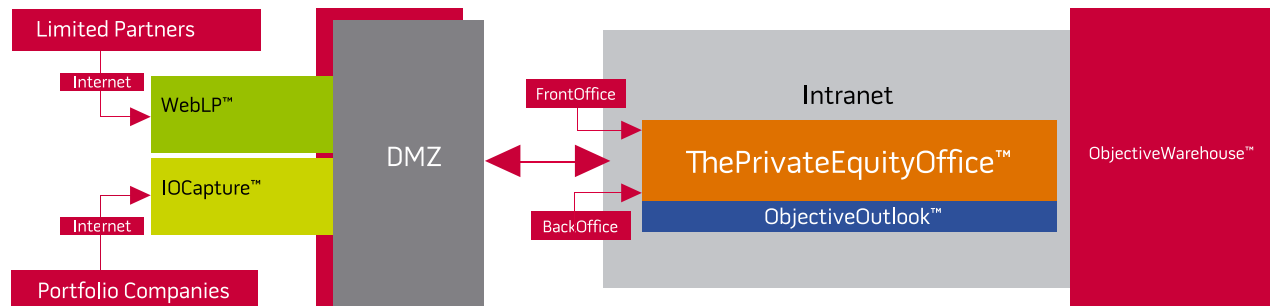 Limited Partners
Internet
WebLP™
IOCapture™
Internet
Portfolio Companies
DMZ
FrontOffice
BackOffice
Intranet
ThePrivateEquityOffice™
ObjectiveOutlook™
ObjectiveWarehouse™